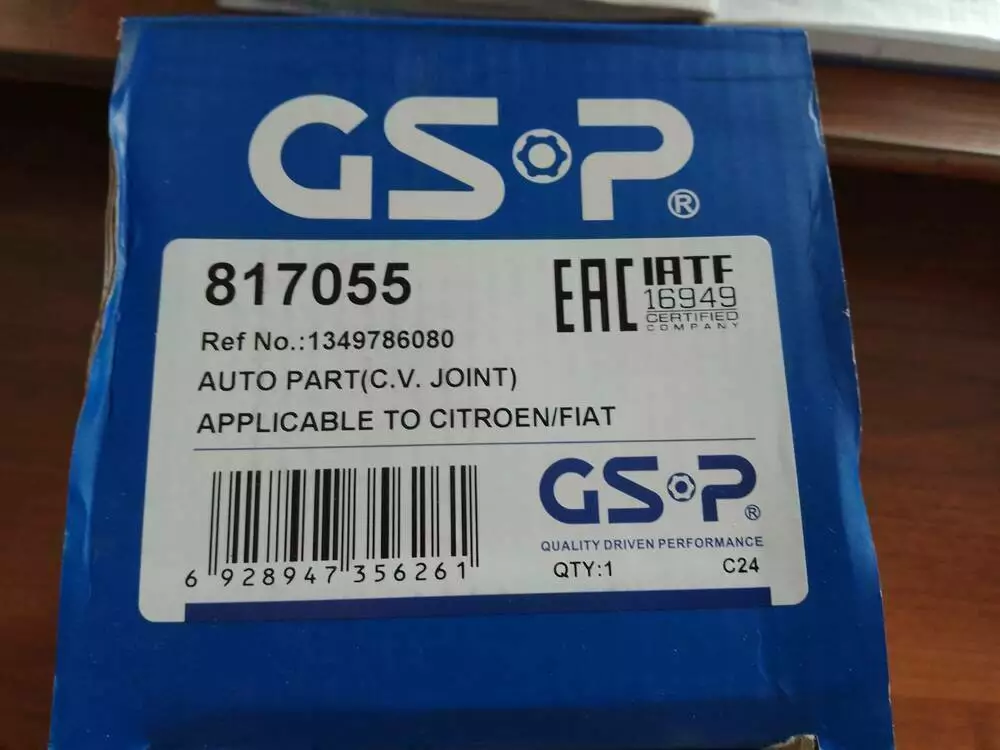 GSP®
817055
EAC
IATF
16949
CERTIFIED
COMPANY
Ref No.:1349786080
AUTO PART(C.V. JOINT)
APPLICABLE TO CITROEN/FIAT
6 928947 356261
GSP®
QUALITY DRIVEN PERFORMANCE
QTY:1 C24